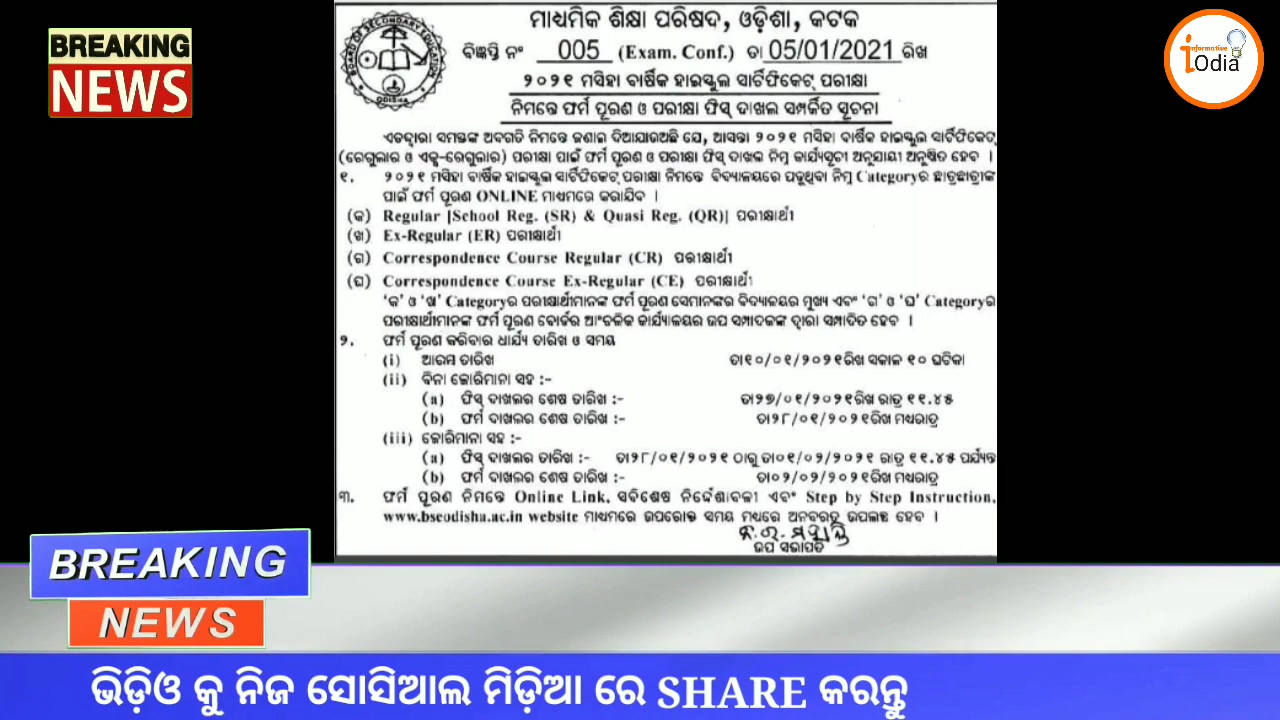 BREAKING
NEWS
informative
Odia
BOARD OF SECONDARY EDUCATION
ODISHA
ମାଧ୍ୟମିକ ଶିକ୍ଷା ପରିଷଦ, ଓଡ଼ିଶା, କଟକ
ବିଜ୍ଞପ୍ତି ନଂ 005 (Exam. Conf.) ତା 05/01/2021 ରିଖ
୨୦୨୧ ମସିହା ବାର୍ଷିକ ହାଇସ୍କୁଲ ସାର୍ଟିଫିକେଟ୍ ପରୀକ୍ଷା
ନିମନ୍ତେ ଫର୍ମ ପୂରଣ ଓ ପରୀକ୍ଷା ଫିସ୍ ଦାଖଲ ସମ୍ପର୍କିତ ସୂଚନା
ଏତଦ୍ଦ୍ୱାରା ସମସ୍ତଙ୍କ ଅବଗତି ନିମନ୍ତେ ଜଣାଇ ଦିଆଯାଉଅଛି ଯେ, ଆସନ୍ତା ୨୦୨୧ ମସିହା ବାର୍ଷିକ ହାଇସ୍କୁଲ ସାର୍ଟିଫିକେଟ୍
(ରେଗୁଲାର ଓ ଏକ୍ସ-ରେଗୁଲାର) ପରୀକ୍ଷା ପାଇଁ ଫର୍ମ ପୂରଣ ଓ ପରୀକ୍ଷା ଫିସ୍ ଦାଖଲ ନିମ୍ନ କାର୍ଯ୍ୟସୂଚୀ ଅନୁଯାୟୀ ଅନୁଷ୍ଠିତ ହେବ ।
୧. ୨୦୨୧ ମସିହା ବାର୍ଷିକ ହାଇସ୍କୁଲ ସାର୍ଟିଫିକେଟ୍ ପରୀକ୍ଷା ନିମନ୍ତେ ବିଦ୍ୟାଳୟରେ ପଢୁଥିବା ନିମ୍ନ Categoryର ଛାତ୍ରଛାତ୍ରୀଙ୍କ
ପାଇଁ ଫର୍ମ ପୂରଣ ONLINE ମାଧ୍ୟମରେ କରାଯିବ ।
(କ) Regular [School Reg. (SR) & Quasi Reg. (QR)] ପରୀକ୍ଷାର୍ଥୀ
(ଖ) Ex-Regular (ER) ପରୀକ୍ଷାର୍ଥୀ
(ଗ) Correspondence Course Regular (CR) ପରୀକ୍ଷାର୍ଥୀ
(ଘ) Correspondence Course Ex-Regular (CE) ପରୀକ୍ଷାର୍ଥୀ
‘କ’ ଓ ‘ଖ’ Categoryର ପରୀକ୍ଷାର୍ଥୀମାନଙ୍କ ଫର୍ମ ପୂରଣ ସେମାନଙ୍କର ବିଦ୍ୟାଳୟର ମୁଖ୍ୟ ଏବଂ ‘ଗ’ ଓ ‘ଘ’ Categoryର
ପରୀକ୍ଷାର୍ଥୀମାନଙ୍କ ଫର୍ମ ପୂରଣ ବୋର୍ଡର ଆଂଚଳିକ କାର୍ଯ୍ୟାଳୟର ଉପ ସମ୍ପାଦକଙ୍କ ଦ୍ୱାରା ସମ୍ପାଦିତ ହେବ ।
୨. ଫର୍ମ ପୂରଣ କରିବାର ଧାର୍ଯ୍ୟ ତାରିଖ ଓ ସମୟ
(i) ଆରମ୍ଭ ତାରିଖ ତା୧୦/୦୧/୨୦୨୧ରିଖ ସକାଳ ୧୦ ଘଟିକା
(ii) ବିନା ଜୋରିମାନା ସହ :-
(a) ଫିସ୍ ଦାଖଲର ଶେଷ ତାରିଖ :- ତା୨୭/୦୧/୨୦୨୧ରିଖ ରାତ୍ର ୧୧.୪୫
(b) ଫର୍ମ ଦାଖଲର ଶେଷ ତାରିଖ :- ତା୨୮/୦୧/୨୦୨୧ରିଖ ମଧ୍ୟରାତ୍ର
(iii) ଜୋରିମାନା ସହ :-
(a) ଫିସ୍ ଦାଖଲର ତାରିଖ :- ତା୨୮/୦୧/୨୦୨୧ ଠାରୁ ତା୦୧/୦୨/୨୦୨୧ ରାତ୍ର ୧୧.୪୫ ପର୍ଯ୍ୟନ୍ତ
(b) ଫର୍ମ ଦାଖଲର ଶେଷ ତାରିଖ :- ତା୦୨/୦୨/୨୦୨୧ରିଖ ମଧ୍ୟରାତ୍ର
୩. ଫର୍ମ ପୂରଣ ନିମନ୍ତେ Online Link, ସବିଶେଷ ନିର୍ଦ୍ଦେଶାବଳୀ ଏବଂ Step by Step Instruction,
www.bseodisha.ac.in website ମାଧ୍ୟମରେ ଉପରୋକ୍ତ ସମୟ ମଧ୍ୟରେ ଅନବରତ ଉପଲବ୍ଧ ହେବ ।
ଉପ ସଭାପତି
BREAKING
NEWS
ଭିଡ଼ିଓ କୁ ନିଜ ସୋସିଆଲ ମିଡ଼ିଆ ରେ SHARE କରନ୍ତୁ